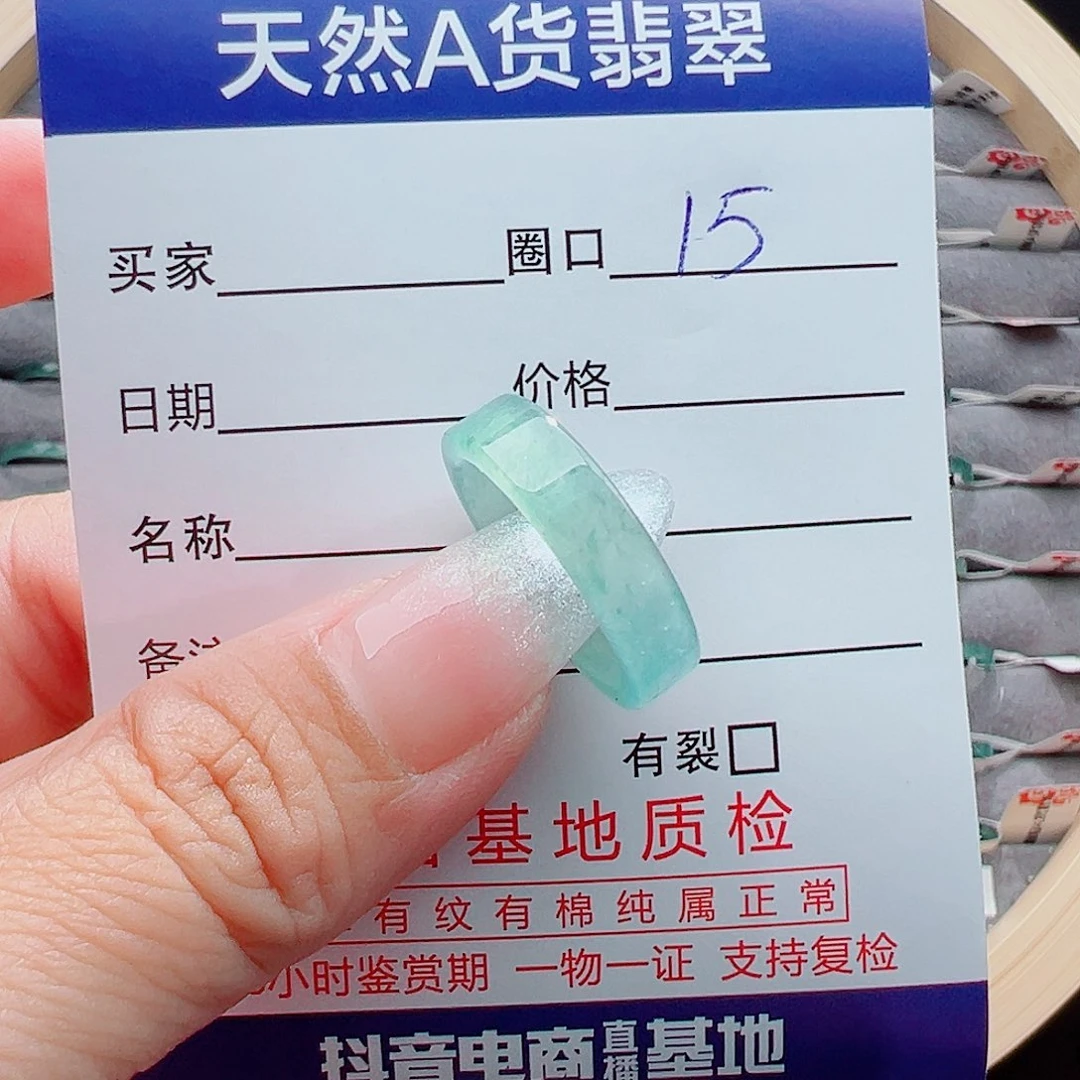 天然A货翡翠
买家 圈口 15
日期 价格
名称
备注
有裂
基地质检
有纹有棉纯属正常
小时鉴赏期 一物一证 支持复检
抖音电商直播基地